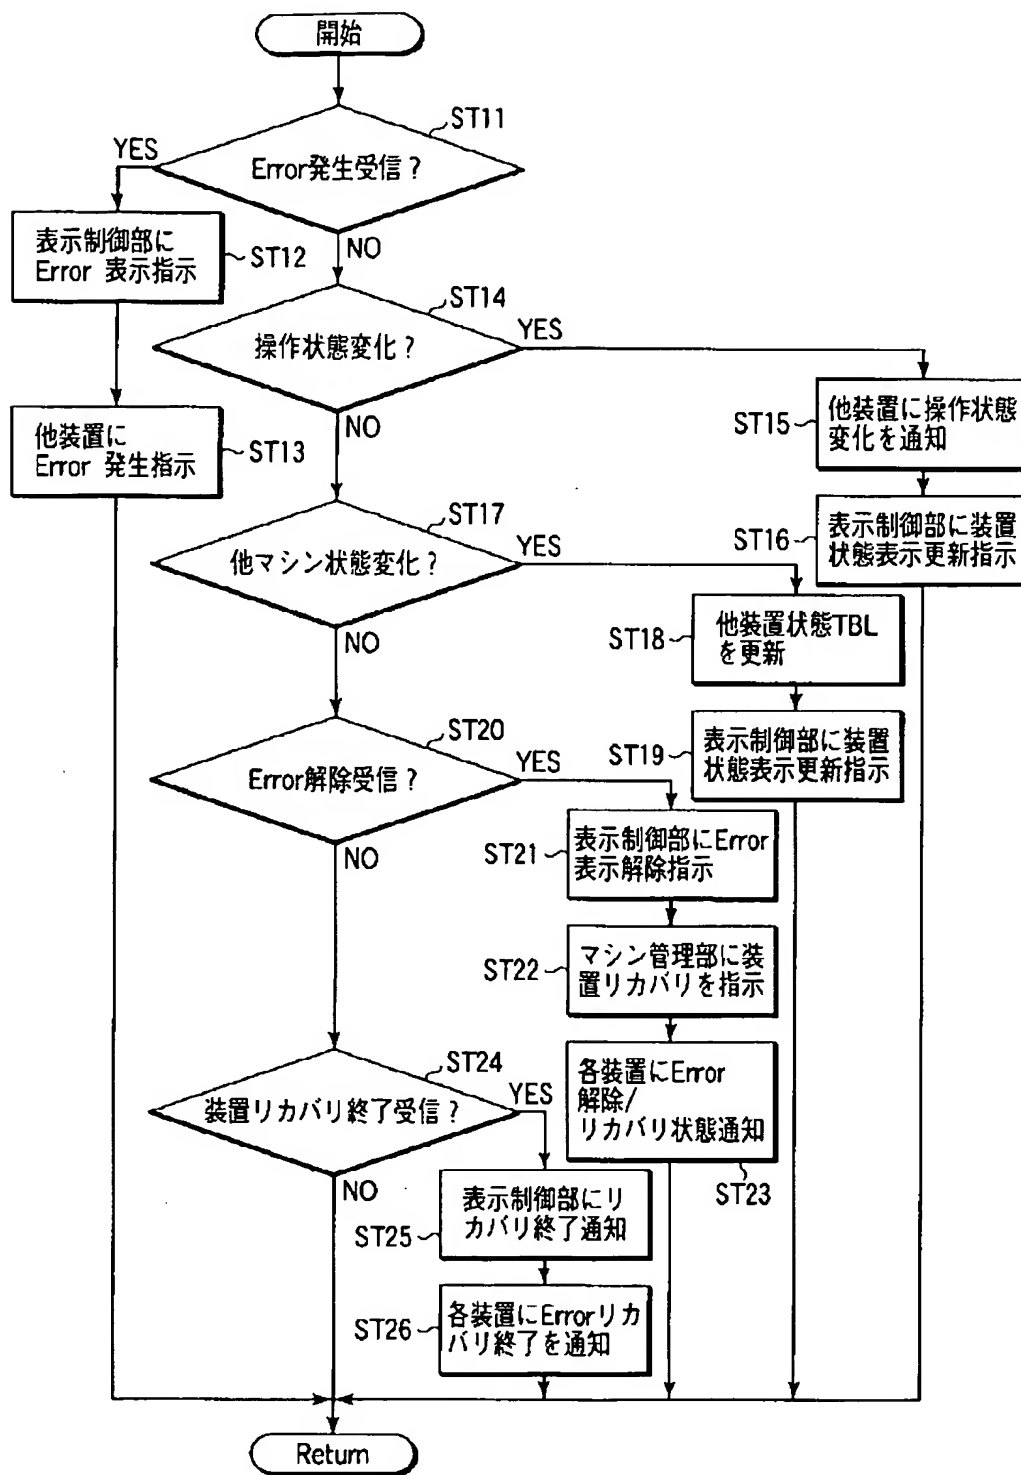 開始
ST11
YES
Error発生受信?
NO
表示制御部に
Error 表示指示
ST12
ST14
操作状態変化?
YES
NO
他装置に
Error 発生指示
ST13
ST15
他装置に操作状態
変化を通知
ST16
表示制御部に装置
状態表示更新指示
ST17
他マシン状態変化?
YES
NO
ST18
他装置状態TBL
を更新
ST19
表示制御部に装置
状態表示更新指示
ST20
Error解除受信?
YES
NO
ST21
表示制御部にError
表示解除指示
ST22
マシン管理部に装
置リカバリを指示
各装置にError
解除/
リカバリ状態通知
ST23
ST24
装置リカバリ終了受信?
YES
NO
ST25
表示制御部にリ
カバリ終了通知
ST26
各装置にErrorリカ
バリ終了を通知
Return